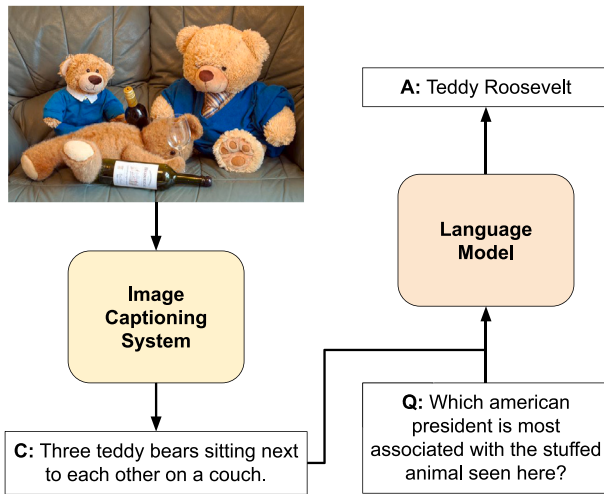 A: Teddy Roosevelt
Language
Model
Image
Captioning
System
C: Three teddy bears sitting next
to each other on a couch.
Q: Which american
president is most
associated with the stuffed
animal seen here?